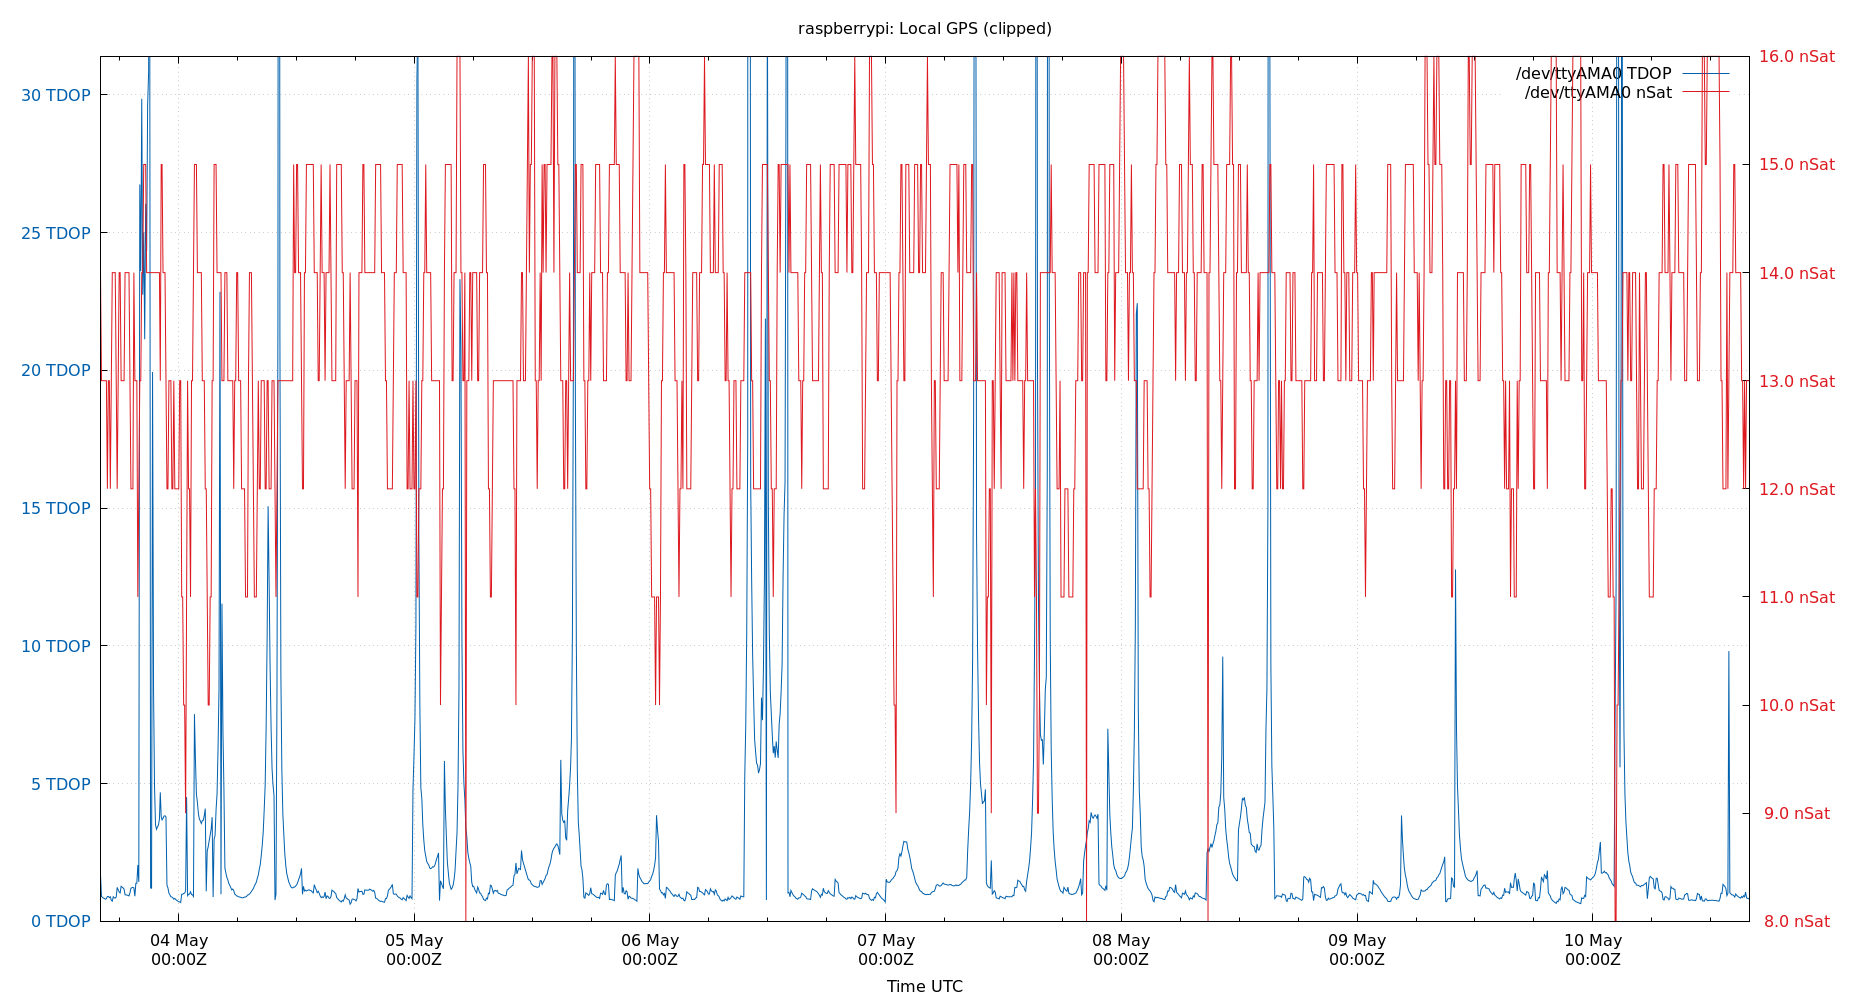 raspberrypi: Local GPS (clipped)
/dev/ttyAMA0 TDOP
/dev/ttyAMA0 nSat
30 TDOP
25 TDOP
20 TDOP
15 TDOP
10 TDOP
5 TDOP
0 TDOP
16.0 nSat
15.0 nSat
14.0 nSat
13.0 nSat
12.0 nSat
11.0 nSat
10.0 nSat
9.0 nSat
8.0 nSat
04 May
00:00Z
05 May
00:00Z
06 May
00:00Z
07 May
00:00Z
08 May
00:00Z
09 May
00:00Z
10 May
00:00Z
Time UTC